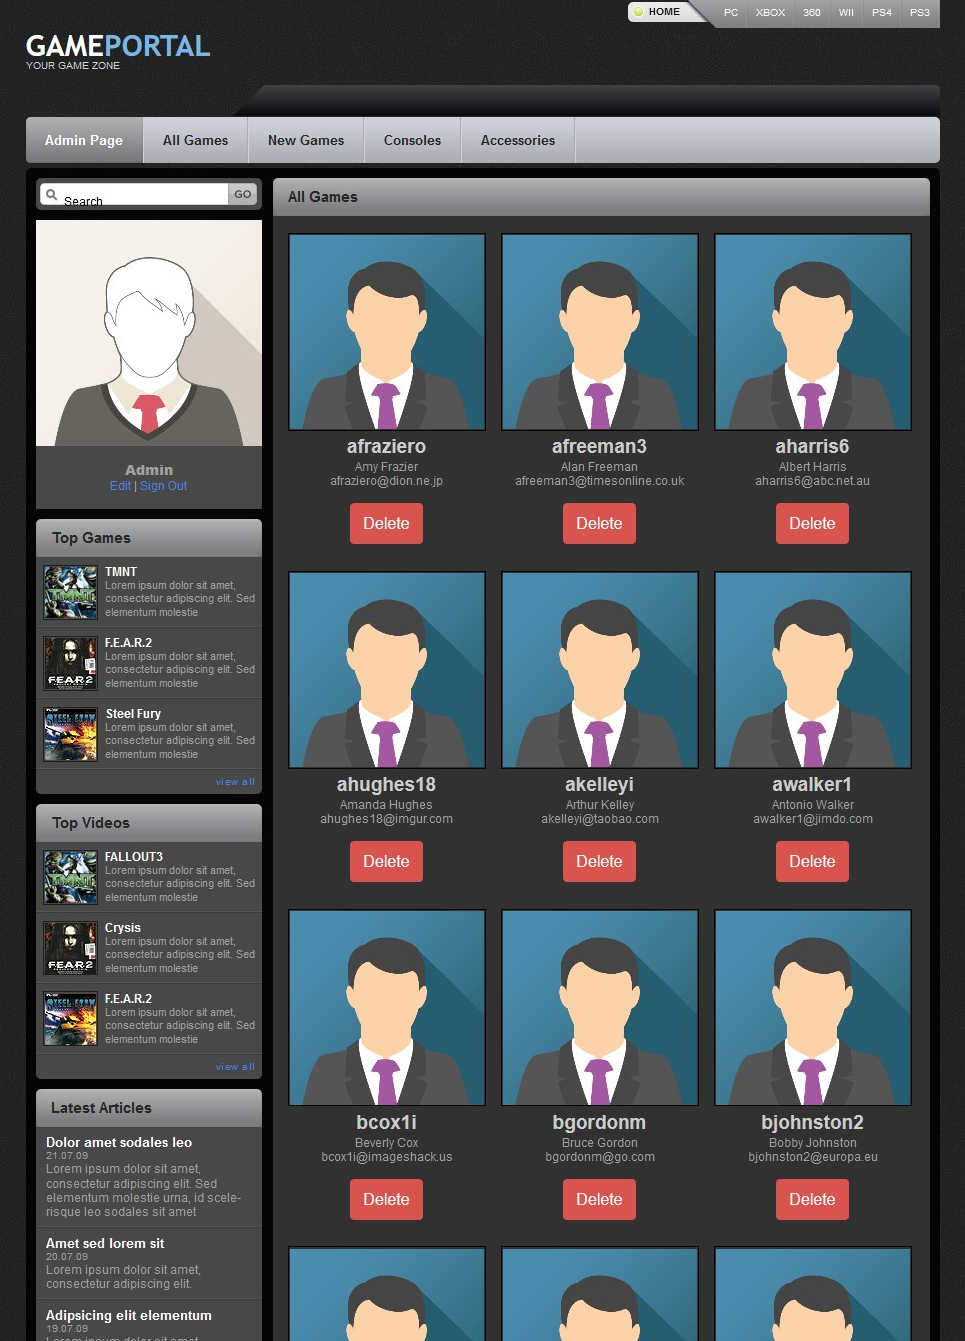 HOME
PC
XBOX
360
WII
PS4
PS3
GAMEPORTAL
YOUR GAME ZONE
Admin Page
All Games
New Games
Consoles
Accessories
Search
GO
Admin
Edit | Sign Out
Top Games
TMNT
Lorem ipsum dolor sit amet,
consectetur adipiscing elit. Sed
elementum molestie
F.E.A.R.2
Lorem ipsum dolor sit amet,
consectetur adipiscing elit. Sed
elementum molestie
Steel Fury
Lorem ipsum dolor sit amet,
consectetur adipiscing elit. Sed
elementum molestie
view all
Top Videos
FALLOUT3
Lorem ipsum dolor sit amet,
consectetur adipiscing elit. Sed
elementum molestie
Crysis
Lorem ipsum dolor sit amet,
consectetur adipiscing elit. Sed
elementum molestie
F.E.A.R.2
Lorem ipsum dolor sit amet,
consectetur adipiscing elit. Sed
elementum molestie
view all
Latest Articles
Dolor amet sodales leo
21.07.09
Lorem ipsum dolor sit amet,
consectetur adipiscing elit. Sed
elementum molestie urna, id scele-
risque leo sodales sit amet
Amet sed lorem sit
20.07.09
Lorem ipsum dolor sit amet,
consectetur adipiscing elit.
Adipsicing elit elementum
19.07.09
Lorem ipsum dolor sit amet,
All Games
afraziero
Amy Frazier
afraziero@dion.ne.jp
Delete
afreeman3
Alan Freeman
afreeman3@timesonline.co.uk
Delete
aharris6
Albert Harris
aharris6@abc.net.au
Delete
ahughes18
Amanda Hughes
ahughes18@imgur.com
Delete
akelleyi
Arthur Kelley
akelleyi@taobao.com
Delete
awalker1
Antonio Walker
awalker1@jimdo.com
Delete
bcox1i
Beverly Cox
bcox1i@imageshack.us
Delete
bgordonm
Bruce Gordon
bgordonm@go.com
Delete
bjohnston2
Bobby Johnston
bjohnston2@europa.eu
Delete